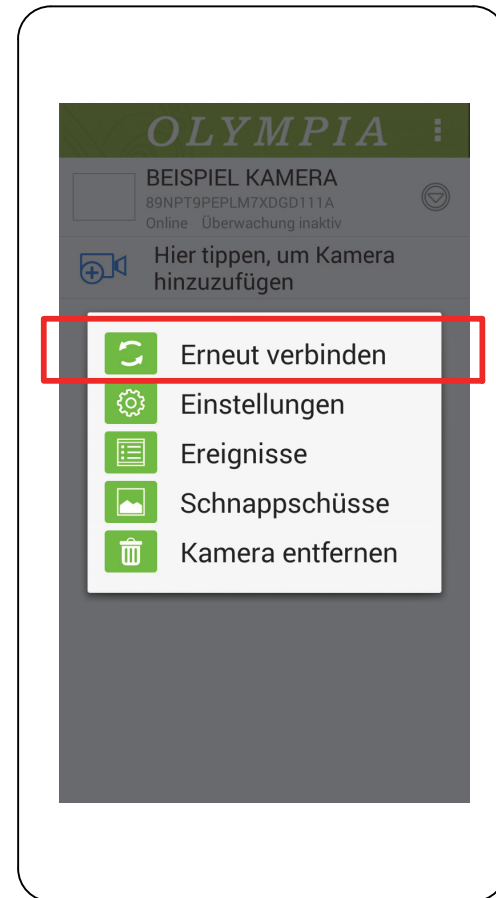 OLYMPIA
BEISPIEL KAMERA
89NPT9PEPLM7XDGD111A
Online Überwachung inaktiv
Hier tippen, um Kamera
hinzuzufügen
Erneut verbinden
Einstellungen
Ereignisse
Schnappschüsse
Kamera entfernen